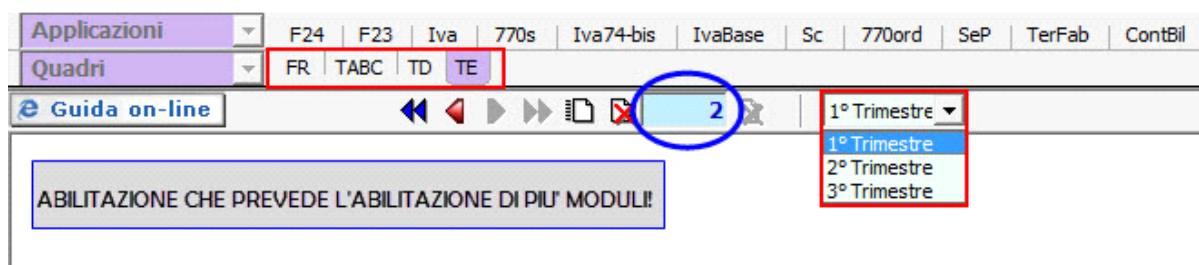 Applicazioni F24 F23 Iva 770s Iva74-bis IvaBase Sc 770ord SeP TerFab ContBil
Quadri FR TABC TD TE
Guida on-line 2 1° Trimestre
1° Trimestre
2° Trimestre
3° Trimestre
ABILITAZIONE CHE PREVEDE L'ABILITAZIONE DI PIU' MODULI!